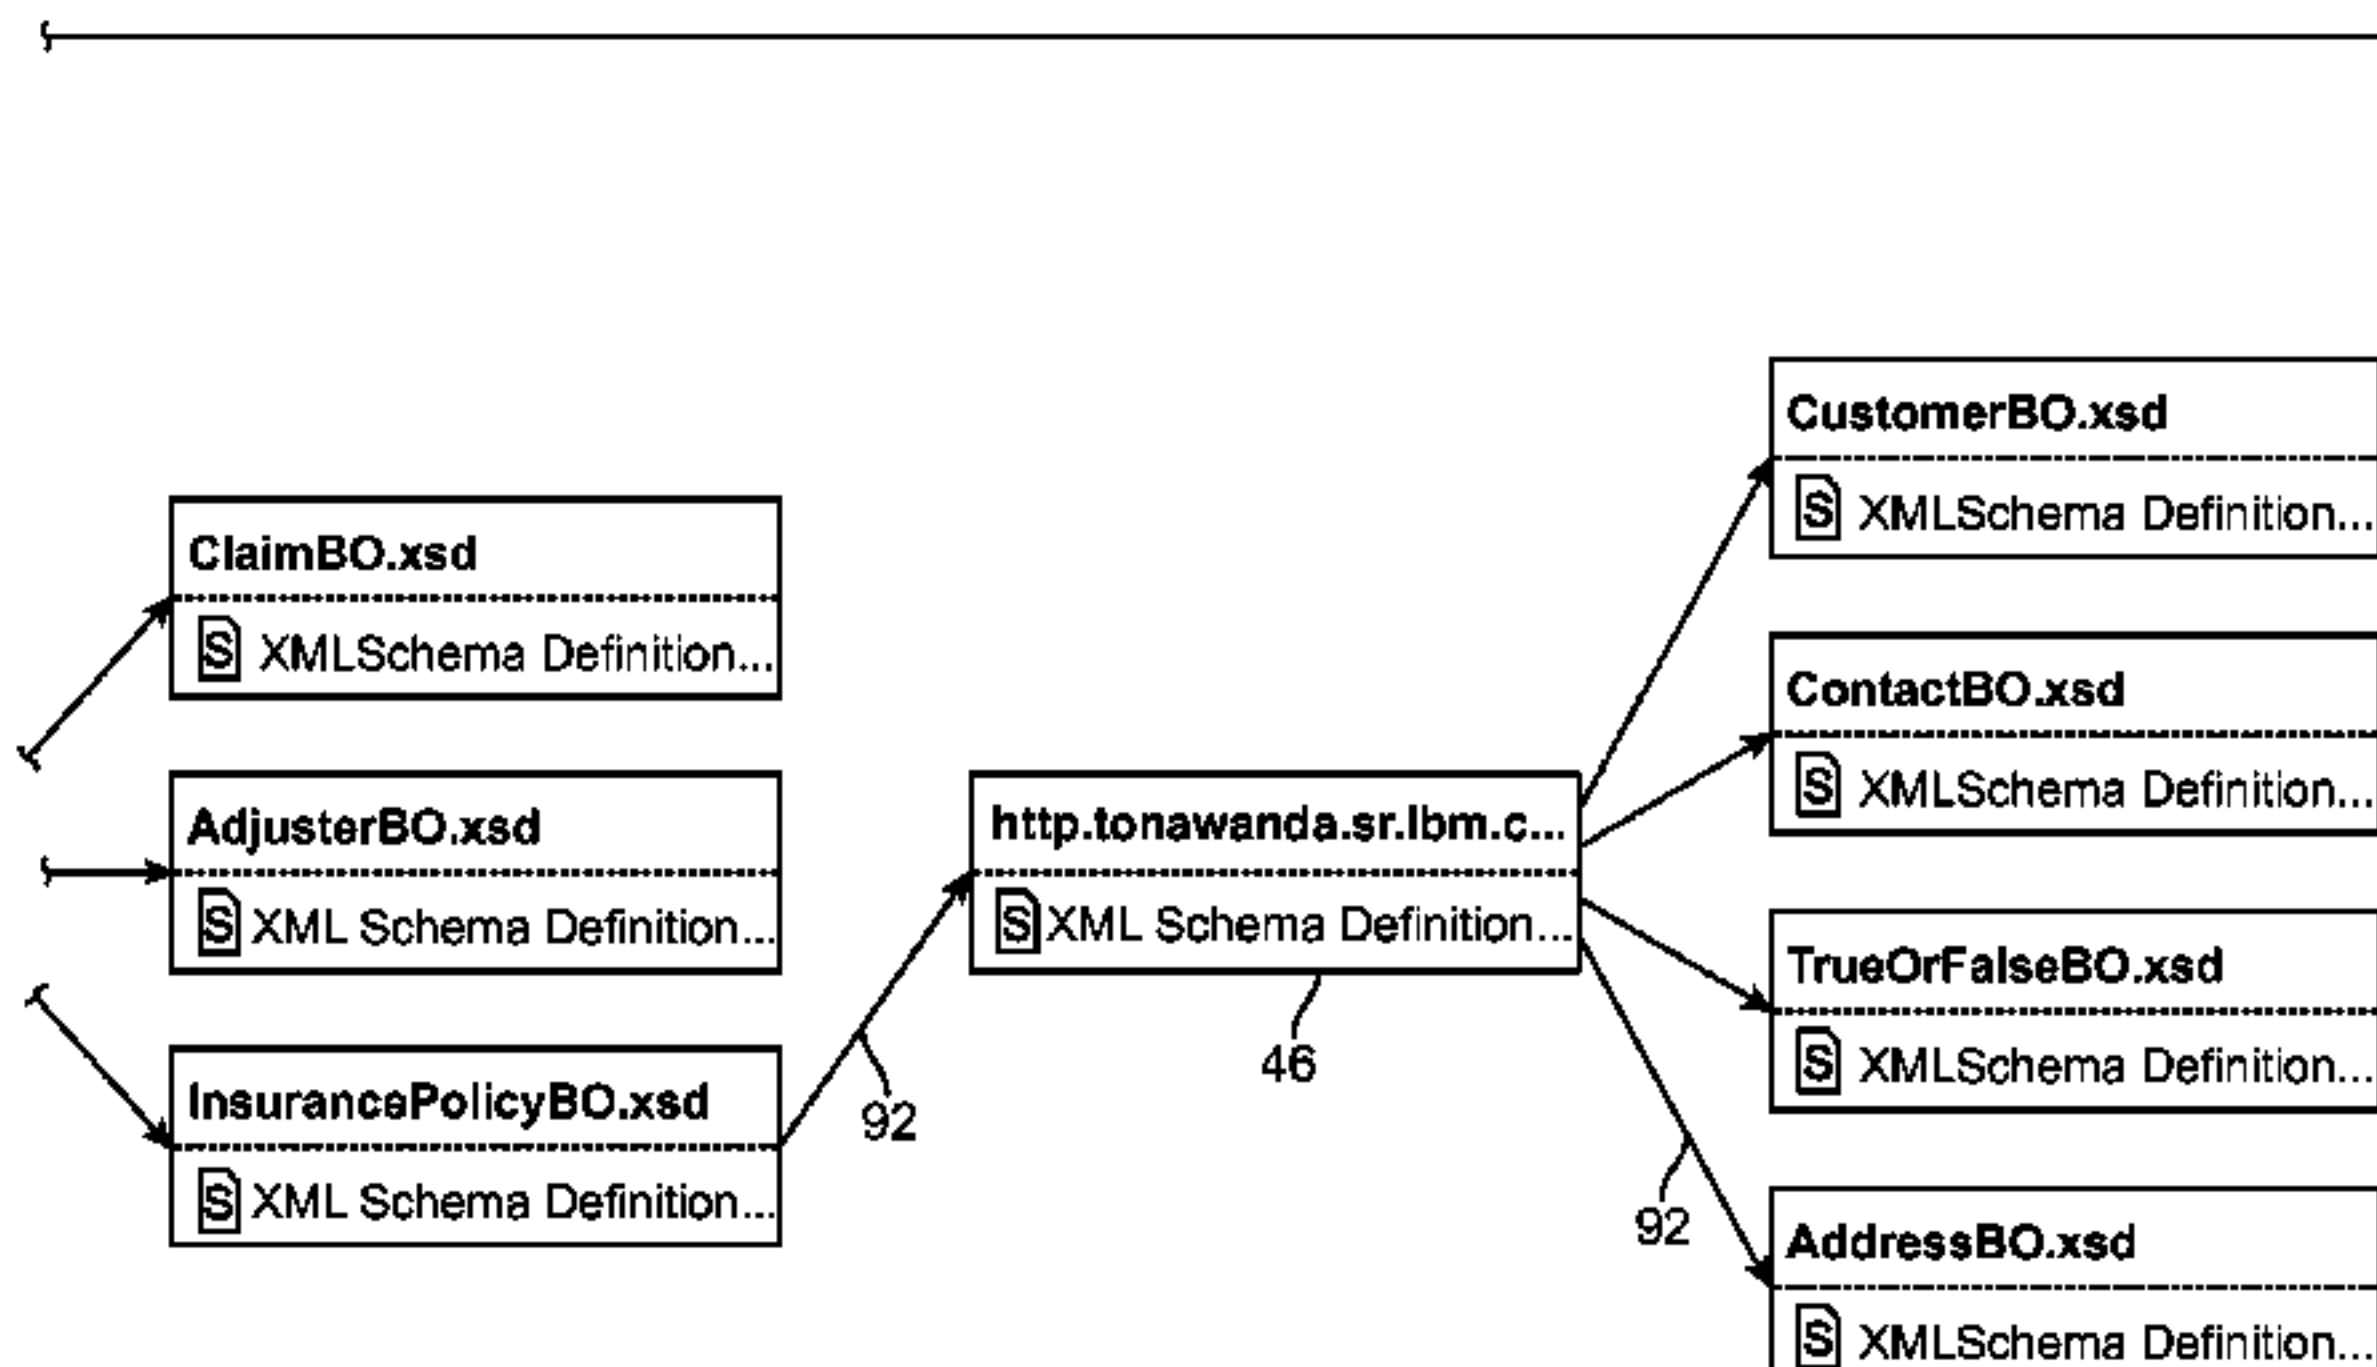 ClaimBO.xsd
S XMLSchema Definition...
AdjusterBO.xsd
S XML Schema Definition...
InsurancePolicyBO.xsd
S XML Schema Definition...
92
http.tonawanda.sr.lbm.c...
S XML Schema Definition...
46
92
CustomerBO.xsd
S XMLSchema Definition...
ContactBO.xsd
S XMLSchema Definition...
TrueOrFalseBO.xsd
S XMLSchema Definition...
AddressBO.xsd
S XMLSchema Definition...